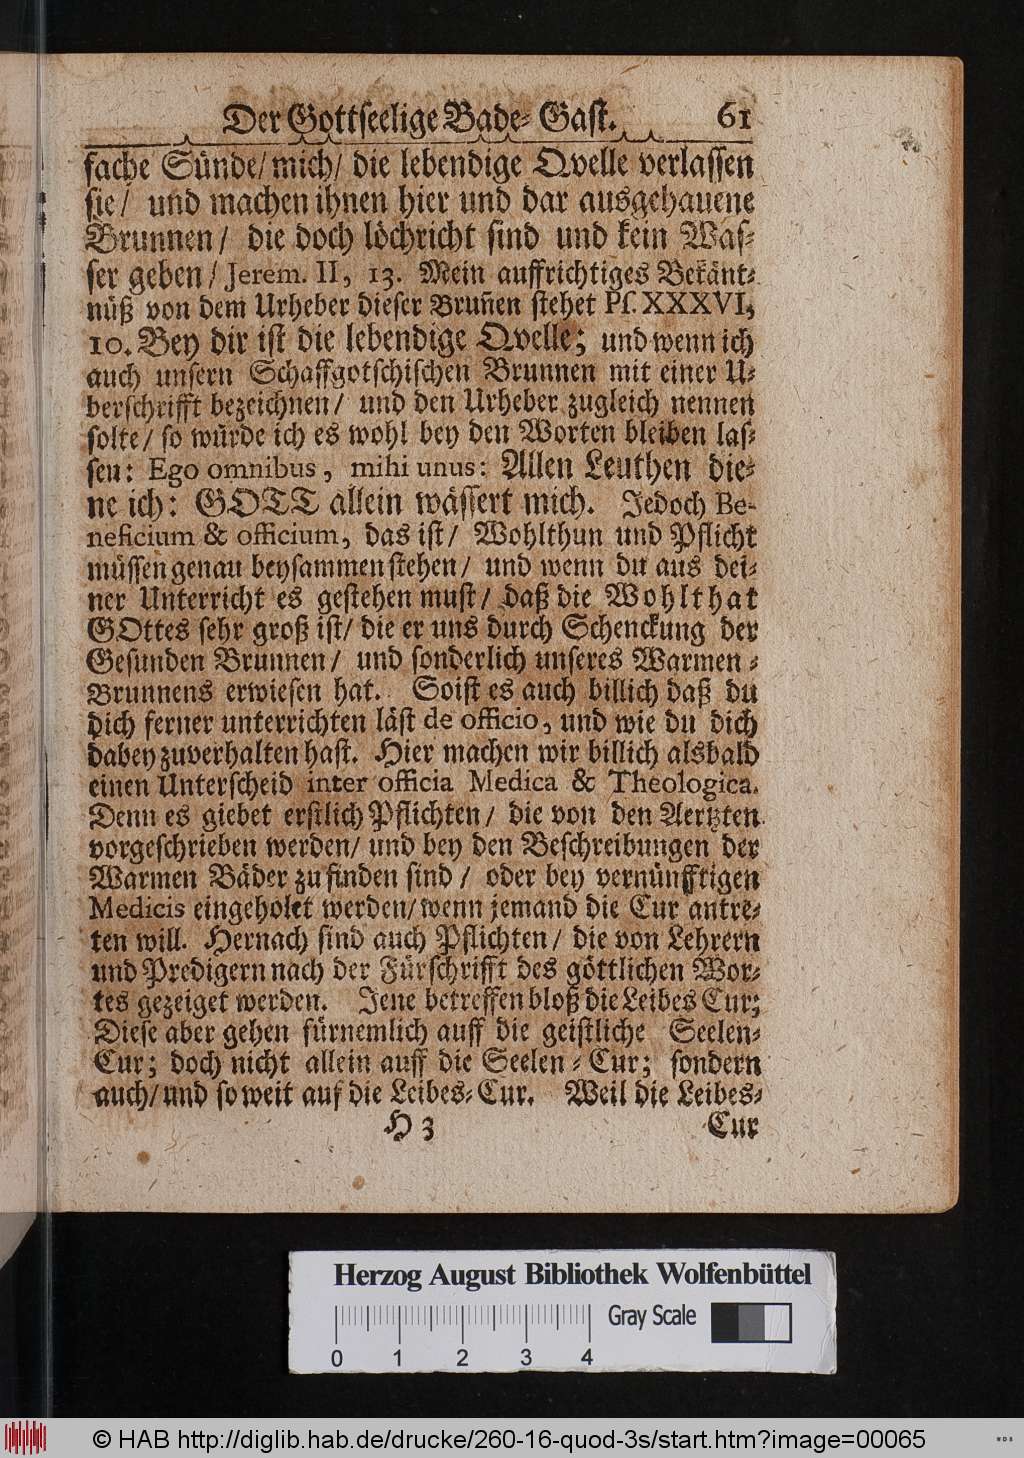 Der Gottseelige Bade-Gast. 61
fache Sünde/ mich/ die lebendige Qvelle verlassen
sie/ und machen ihnen hier und dar ausgehauene
Brunnen/ die doch löchricht sind und kein Was-
ser geben/ Jerem. II, 13. Mein auffrichtiges Bekänt-
nüß von dem Urheber dieser Brun̄en stehet Ps. XXXVI,
10. Bey dir ist die lebendige Qvelle; und wenn ich
auch unsern Schaffgotschischen Brunnen mit einer U-
berschrifft bezeichnen/ und den Urheber zugleich nennen
solte/ so würde ich es wohl bey den Worten bleiben las-
sen: Ego omnibus, mihi unus: Allen Leuthen die-
ne ich: GOTT allein wässert mich. Jedoch Be-
neficium & officium, das ist/ Wohlthun und Pflicht
müssen genau beysammen stehen/ und wenn du aus dei-
ner Unterricht es gestehen must/ daß die Wohlthat
GOttes sehr groß ist/ die er uns durch Schenckung der
Gesunden Brunnen/ und sonderlich unseres Warmen-
Brunnens erwiesen hat. So ist es auch billich daß du
dich ferner unterrichten läst de officio, und wie du dich
dabey zuverhalten hast. Hier machen wir billich alsbald
einen Unterscheid inter officia Medica & Theologica.
Denn es giebet erstlich Pflichten/ die von den Aertzten
vorgeschrieben werden/ und bey den Beschreibungen der
Warmen Bäder zu finden sind/ oder bey vernünfftigen
Medicis eingeholet werden/ wenn jemand die Cur antre-
ten will. Hernach sind auch Pflichten/ die von Lehrern
und Predigern nach der Fürschrifft des göttlichen Wor-
tes gezeiget werden. Jene betreffen bloß die Leibes Cur;
Diese aber gehen fürnemlich auff die geistliche Seelen-
Cur; doch nicht allein auff die Seelen-Cur; sondern
auch/ und so weit auf die Leibes-Cur. Weil die Leibes-
H 3 Cur
Herzog August Bibliothek Wolfenbüttel
Gray Scale
0 1 2 3 4
© HAB http://diglib.hab.de/drucke/260-16-quod-3s/start.htm?image=00065